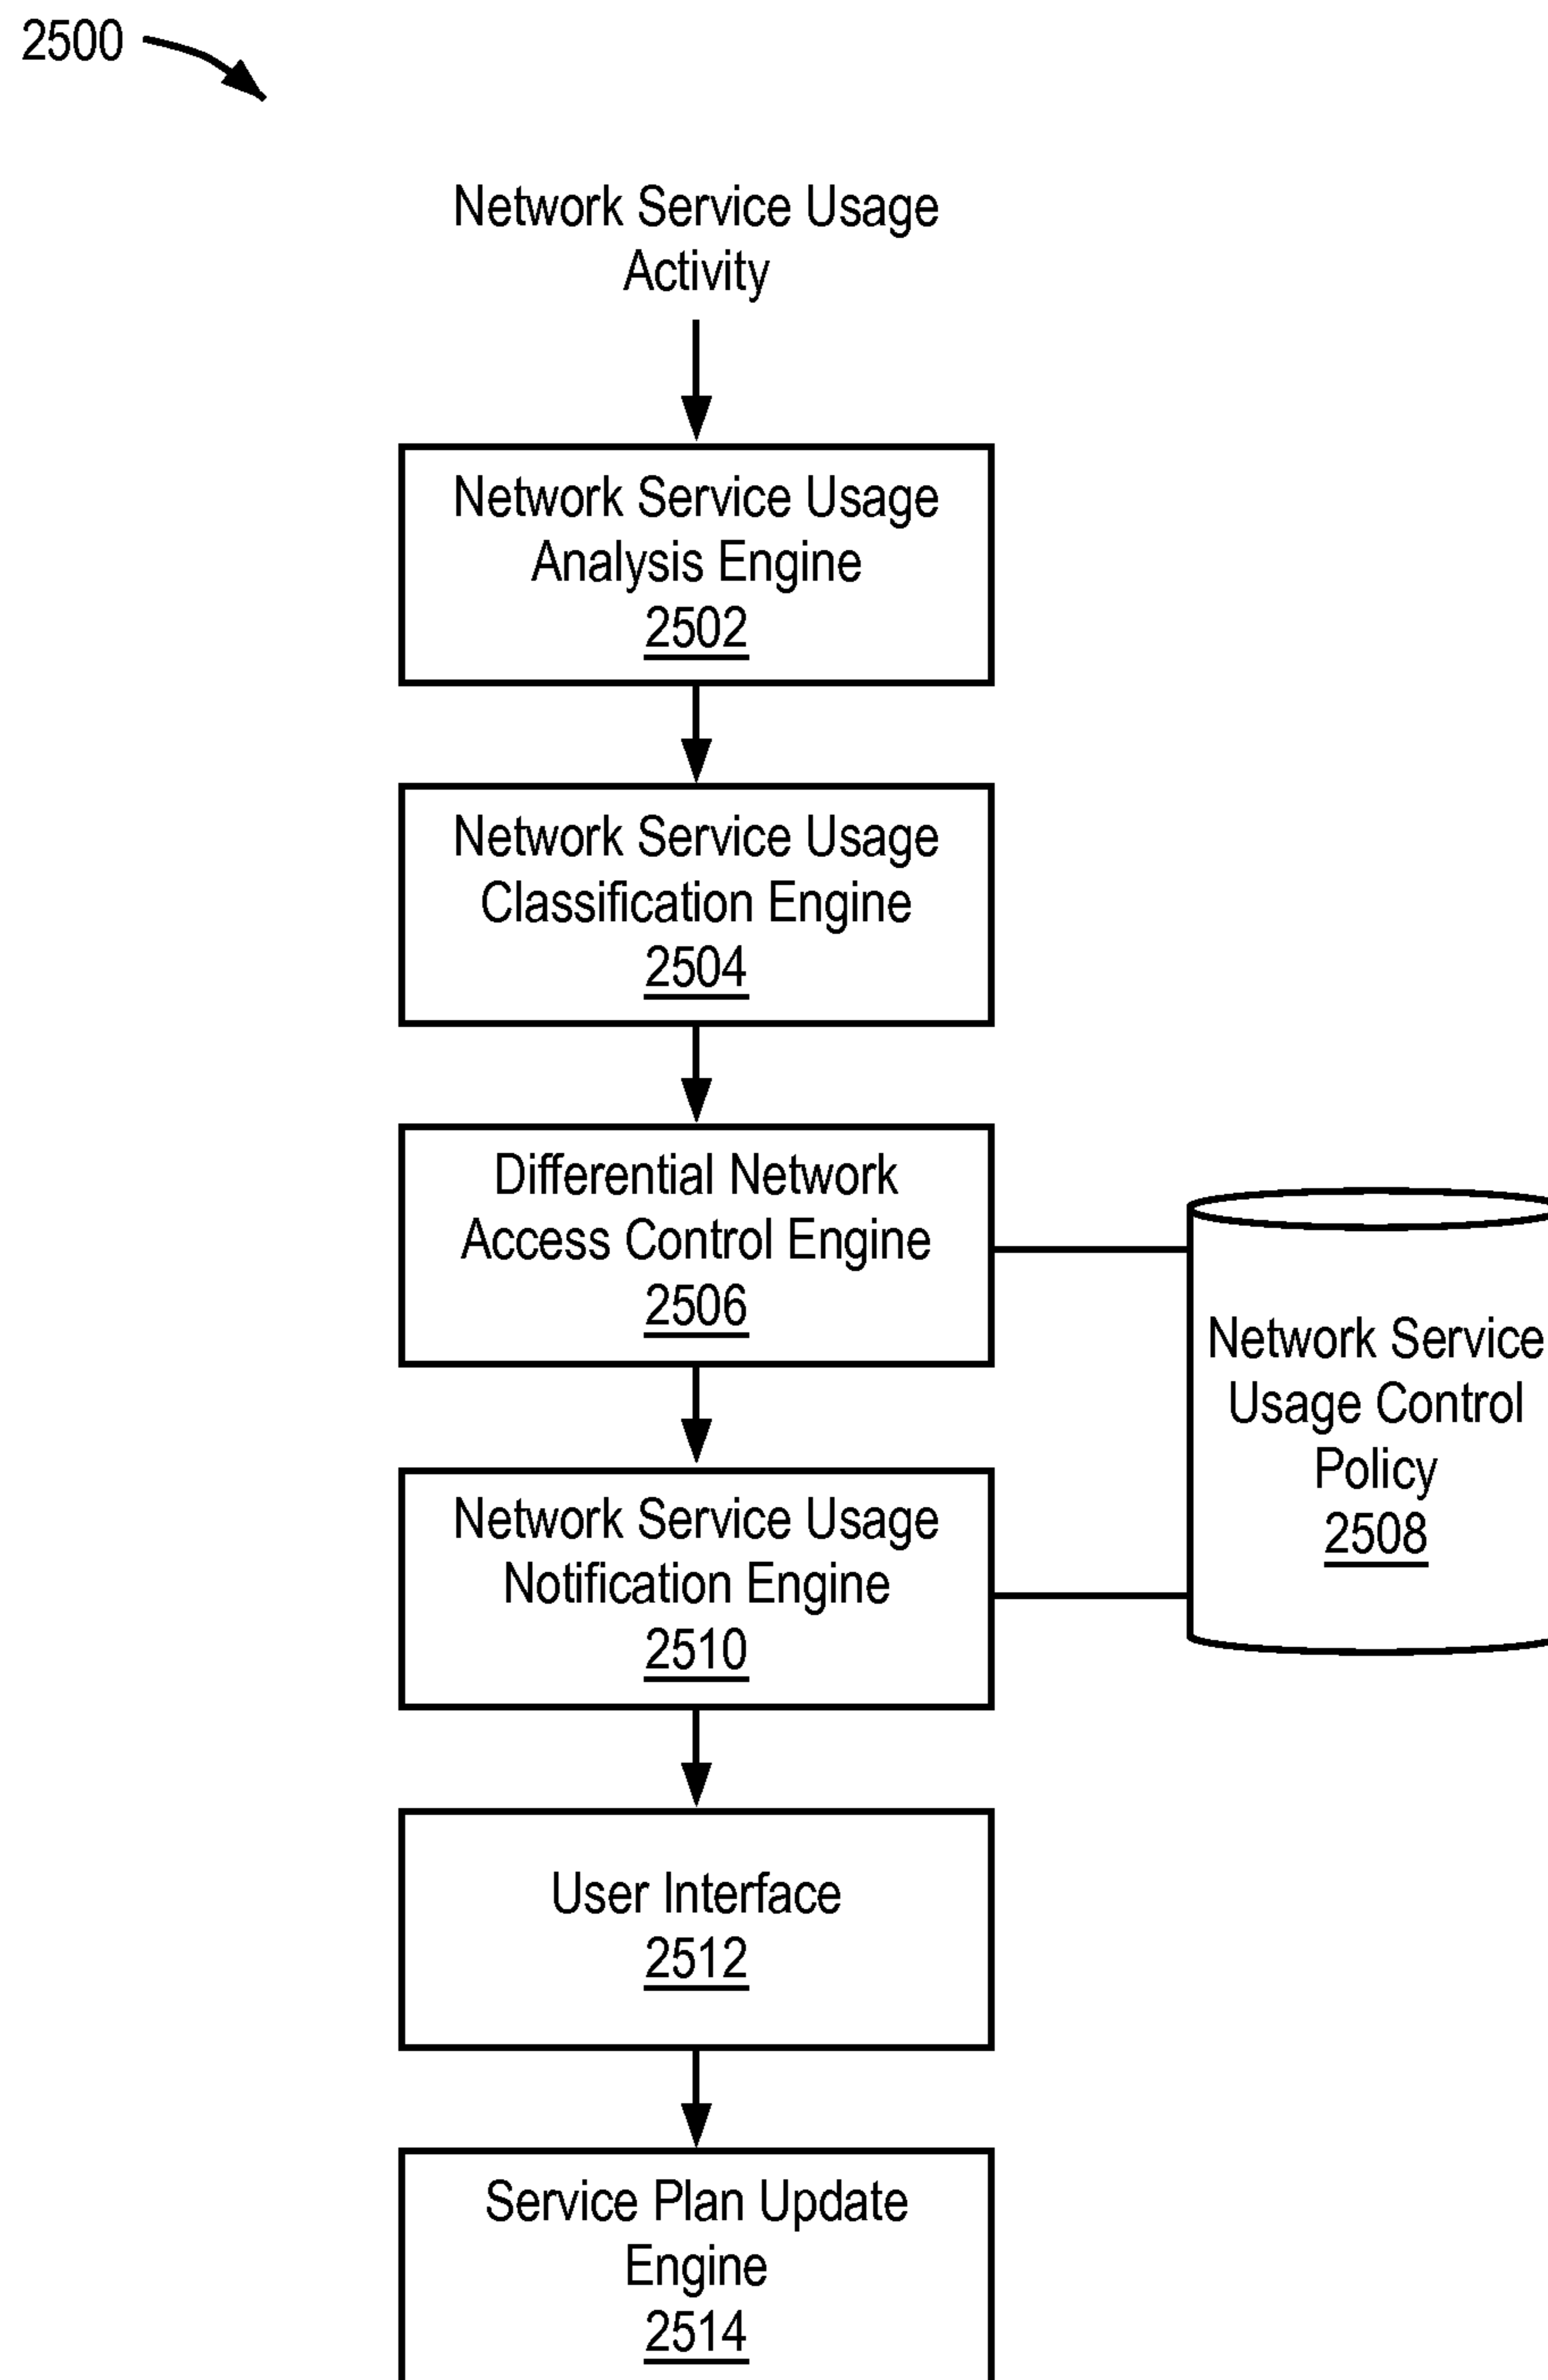 2500
Network Service Usage
Activity
Network Service Usage
Analysis Engine
2502
Network Service Usage
Classification Engine
2504
Differential Network
Access Control Engine
2506
Network Service
Usage Control
Policy
2508
Network Service Usage
Notification Engine
2510
User Interface
2512
Service Plan Update
Engine
2514